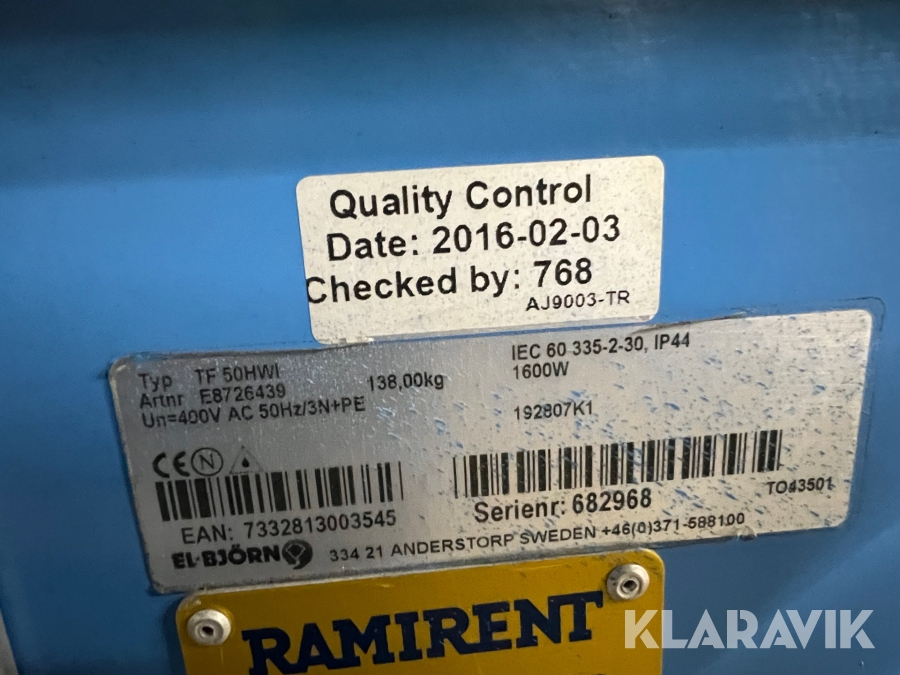 Quality Control
Date: 2016-02-03
Checked by: 768
AJ9003-TR
Typ TF 50HWI
Artnr E8726439
138,00kg
Un=400V AC 50Hz/3N+PE
IEC 60 335-2-30, IP44
1600W
192807K1
CE N
EAN: 7332813003545
Serienr: 682968
TO43501
EL-BJÖRN
334 21 ANDERSTORP SWEDEN +46(0)371-588100
RAMIRENT
KLARAVIK